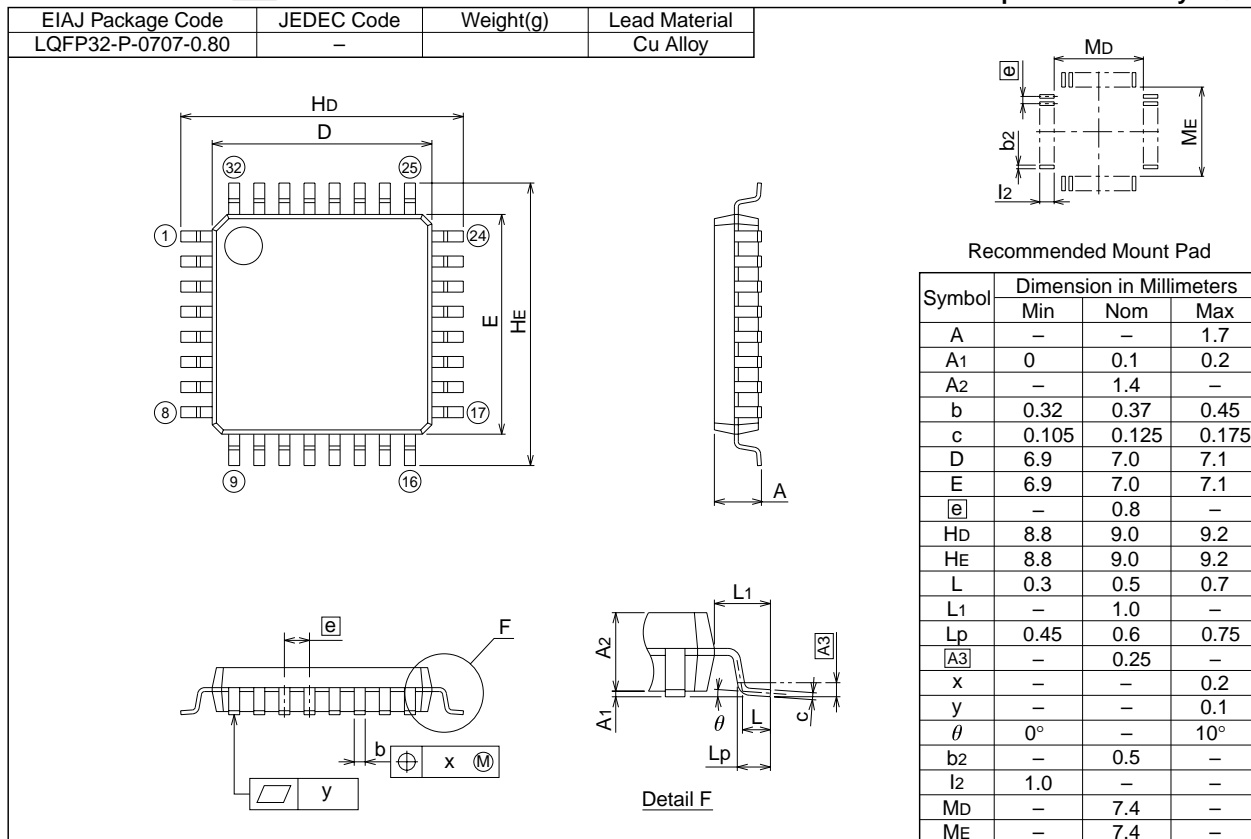 EIAJ Package Code JEDEC Code Weight(g) Lead Material
LQFP32-P-0707-0.80 – Cu Alloy
HD
D
32 25
1 24
E
HE
8 17
9 16
A
MD
e
b2
ME
l2
Recommended Mount Pad
Symbol Dimension in Millimeters
Min Nom Max
A – – 1.7
A1 0 0.1 0.2
A2 – 1.4 –
b 0.32 0.37 0.45
c 0.105 0.125 0.175
D 6.9 7.0 7.1
E 6.9 7.0 7.1
e – 0.8 –
HD 8.8 9.0 9.2
HE 8.8 9.0 9.2
L 0.3 0.5 0.7
L1 – 1.0 –
Lp 0.45 0.6 0.75
A3 – 0.25 –
x – – 0.2
y – – 0.1
θ 0° – 10°
b2 – 0.5 –
l2 1.0 – –
MD – 7.4 –
ME – 7.4 –
e
F
b
x M
y
L1
A2
A3
A1
θ
L
c
Lp
Detail F